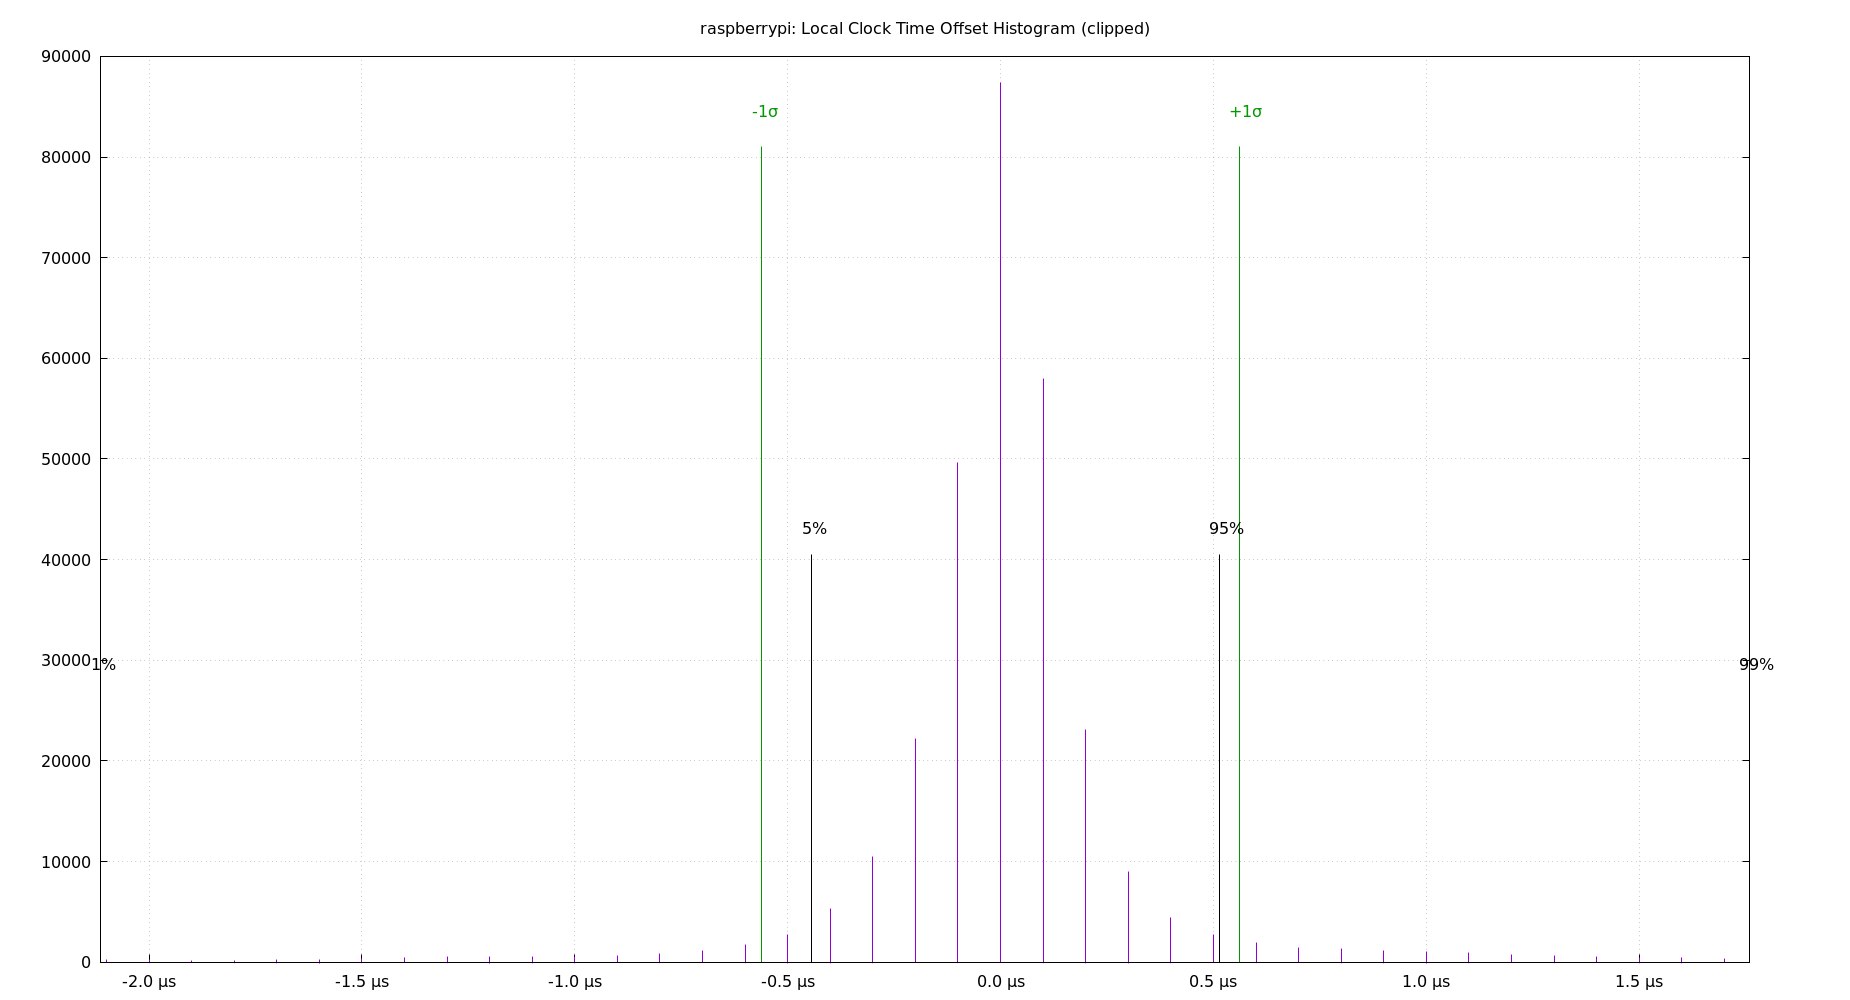 raspberrypi: Local Clock Time Offset Histogram (clipped)
90000
-1σ
+1σ
80000
70000
60000
50000
5%
95%
40000
30000
1%
99%
20000
10000
0
-2.0 µs
-1.5 µs
-1.0 µs
-0.5 µs
0.0 µs
0.5 µs
1.0 µs
1.5 µs